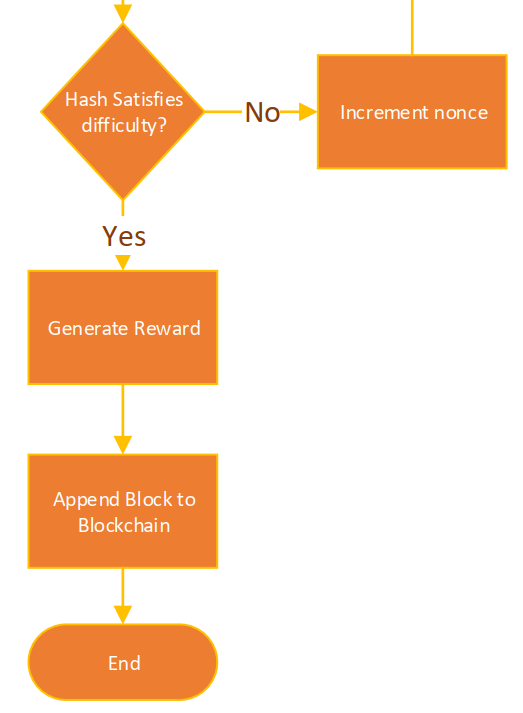 Hash Satisfies
difficulty?
No
Increment nonce
Yes
Generate Reward
Append Block to
Blockchain
End